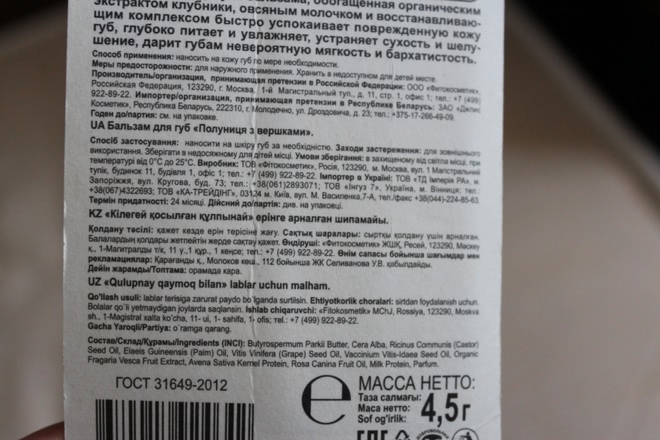 бальзама, обогащенная органическим
экстрактом клубники, овсяным молочком и восстанавливаю-
щим комплексом быстро успокаивает поврежденную кожу
губ, глубоко питает и увлажняет, устраняет сухость и шелу-
шение, дарит губам невероятную мягкость и бархатистость.
Способ применения: наносить на кожу губ по мере необходимости.
Меры предосторожности: для наружного применения. Хранить в недоступном для детей месте.
Производитель/организация, принимающая претензии в Российской Федерации: ООО «Фитокосметик»,
Российская Федерация, 123290, г. Москва, 1-й Магистральный туп., д. 11, стр. 1, офис 1; тел.: +7 (499)
922-89-22. Импортер/организация, принимающая претензии в Республике Беларусь: ЗАО «Дилис
Косметик», Республика Беларусь, 222310, г. Молодечно, ул. Дроздовича, д. 23; тел.: +375-17-266-49-09.
Годен до/партия: см. на упаковке.
UA Бальзам для губ «Полуниця з вершками».
Спосіб застосування: наносити на шкіру губ за необхідністю. Заходи застереження: для зовнішнього
використання. Зберігати в недосяжному для дітей місці. Умови зберігання: в захищеному від світла місці, при
температурі від 0°С до 25°С. Виробник: ТОВ «Фітокосметік», Росія, 123290, м. Москва, вул. 1 Магістральний
тупік, будинок 11, будівля 1, офіс 1; тел.: +7 (499) 922-89-22. Імпортер в Україні: ТОВ «ТД Імперія РА», м.
Запоріжжя, вул. Кругова, буд. 73; тел.: +38(061)2893071; ТОВ «Інгуз 7», Україна, м. Вінниця: тел.:
+38(067)4322693; ТОВ «КА-ТРЕЙДІНГ», 03124 м. Київ, бул. М. Василенка,7-А, тел. /факс +38(044)-224-85-63.
Термін придатності: 24 місяці. Дійсний до/партія: див. на упаковці.
KZ «Кілегей қосылған құлпынай» ерінге арналған шипамайы.
Қолдану тәсілі: қажет кезде ерін терісіне жағу. Сақтық шаралары: сыртқы қолдану үшін арналған.
Балалардың қолдары жетпейтін жерде сақтау қажет. Өндіруші: «Фитокосметик» ЖШҚ, Ресей, 123290, Мәскеу
қ., 1-Магитралды т/к, 11 ү., 1 құр., 1 кеңсе; тел.: +7 (499) 922-89-22. Өнім сапасы бойынша шағымдар мен
рекламациялар: Қарағанды қ., Молоков көш., 112 бойынша ЖК Селиванова У.В. қабылдайды.
Дейін жарамды/Топтама: орамада қара.
UZ «Qulupnay qaymoq bilan» lablar uchun malham.
Qo'llash usuli: lablar terisiga zarurat paydo bo'lganda surtilsin. Ehtiyotkorlik choralari: sirtdan foydalanish uchun.
Bolalar qo'li yetmaydigan joylarda saqlansin. Ishlab chiqaruvchi: «Fitokosmetik» MChJ, Rossiya, 123290, Moskva
sh., 1-Magistral xalta ko'cha, 11- ui, 1- sahifa, 1- ofis; tel.: +7 (499) 922-89-22.
Gacha Yaroqli/Partiya: o'ramga qarang.
Состав/Склад/Құрамы/Ingredients (INCI): Butyrospermum Parkii Butter, Cera Alba, Ricinus Communis (Castor)
Seed Oil, Elaeis Guineensis (Palm) Oil, Vitis Vinifera (Grape) Seed Oil, Vaccinium Vitis-Idaea Seed Oil, Organic
Fragaria Vesca Fruit Extract, Avena Sativa Kernel Protein, Rosa Canina Fruit Oil, Milk Protein, Parfum.
ГОСТ 31649-2012
℮ МАССА НЕТТО:
Таза салмағы:
Маса нетто:
Sof og'irlik:
4,5 г
ЕАС